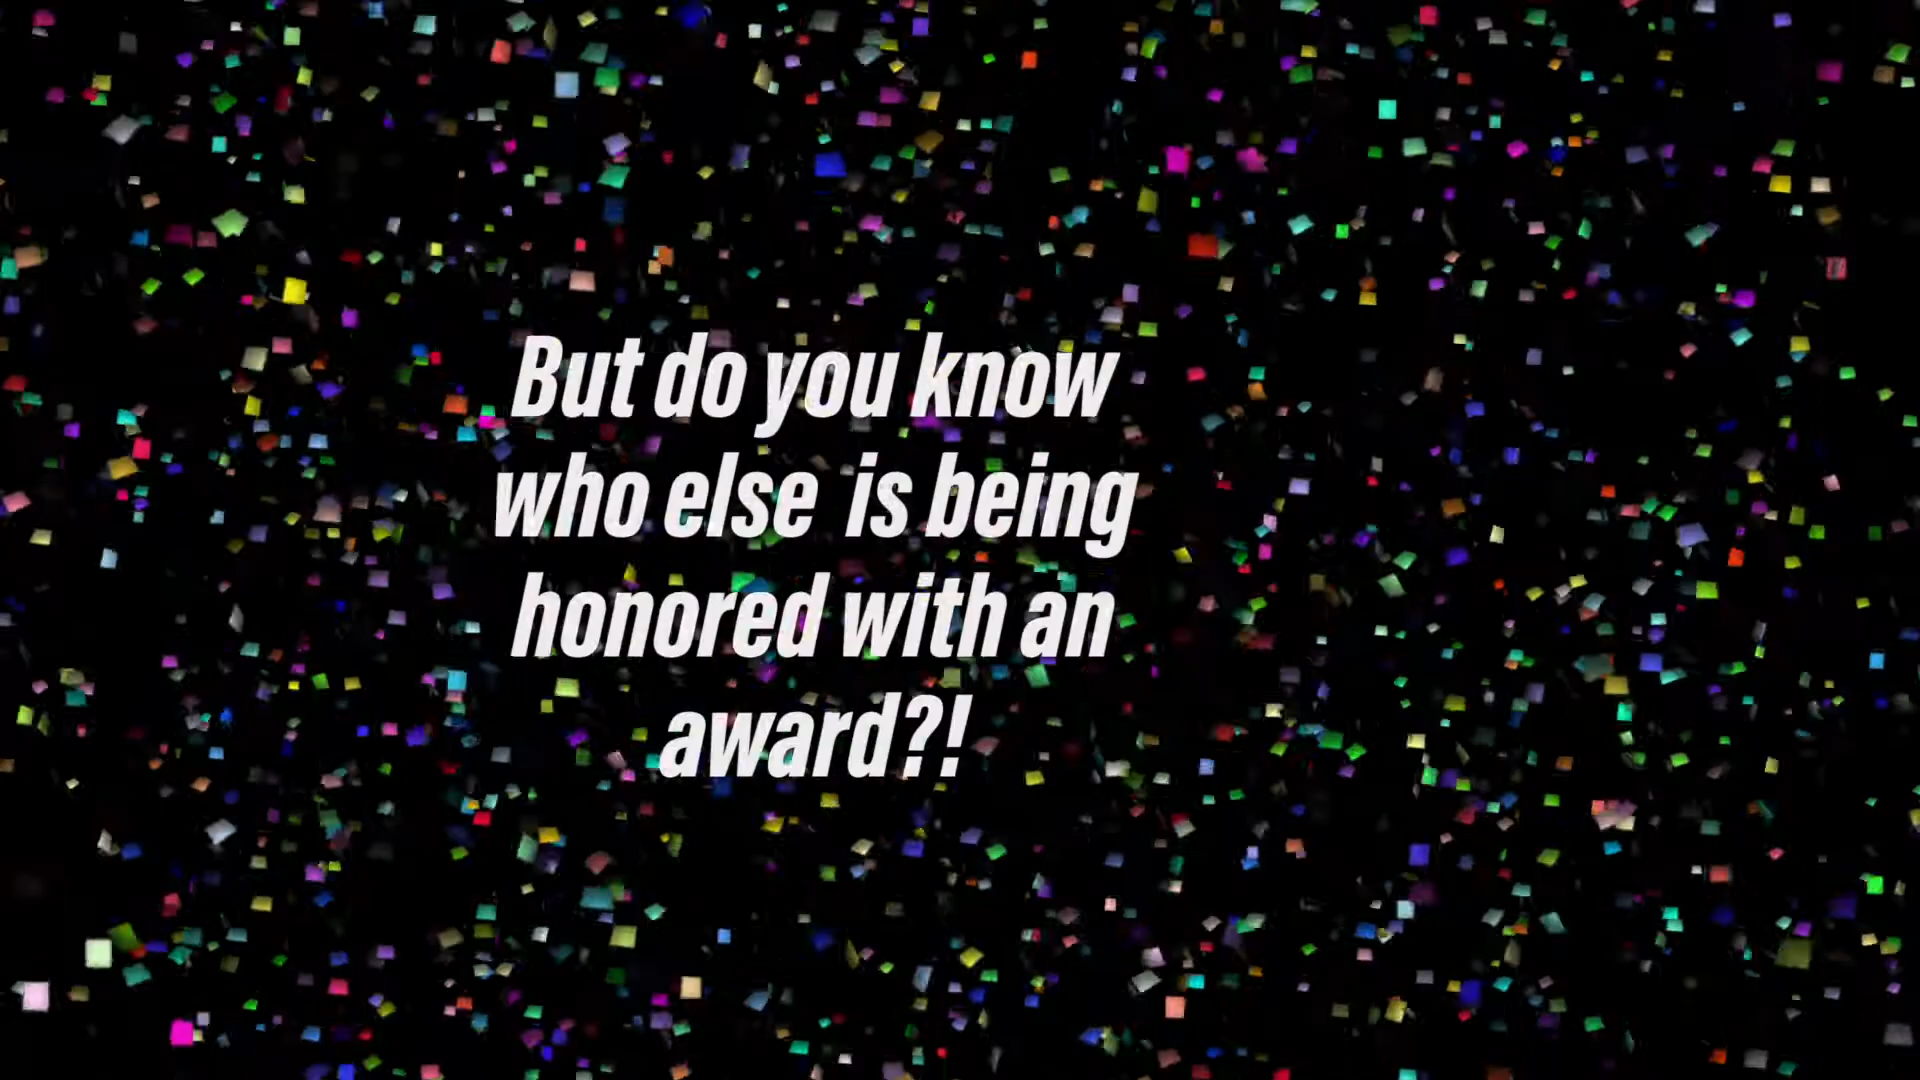 But do you know
who else  is being
honored with an
award?!